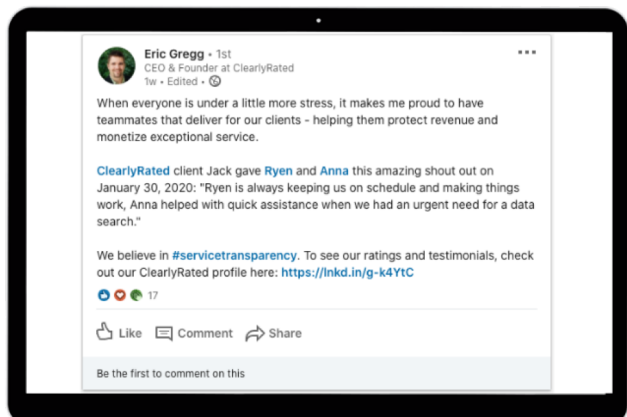 Eric Gregg • 1st
CEO & Founder at ClearlyRated
1w • Edited •
When everyone is under a little more stress, it makes me proud to have
teammates that deliver for our clients - helping them protect revenue and
monetize exceptional service.
ClearlyRated client Jack gave Ryen and Anna this amazing shout out on
January 30, 2020: "Ryen is always keeping us on schedule and making things
work, Anna helped with quick assistance when we had an urgent need for a data
search."
We believe in #servicetransparency. To see our ratings and testimonials, check
out our ClearlyRated profile here: https://lnkd.in/g-k4YtC
17
Like Comment Share
Be the first to comment on this